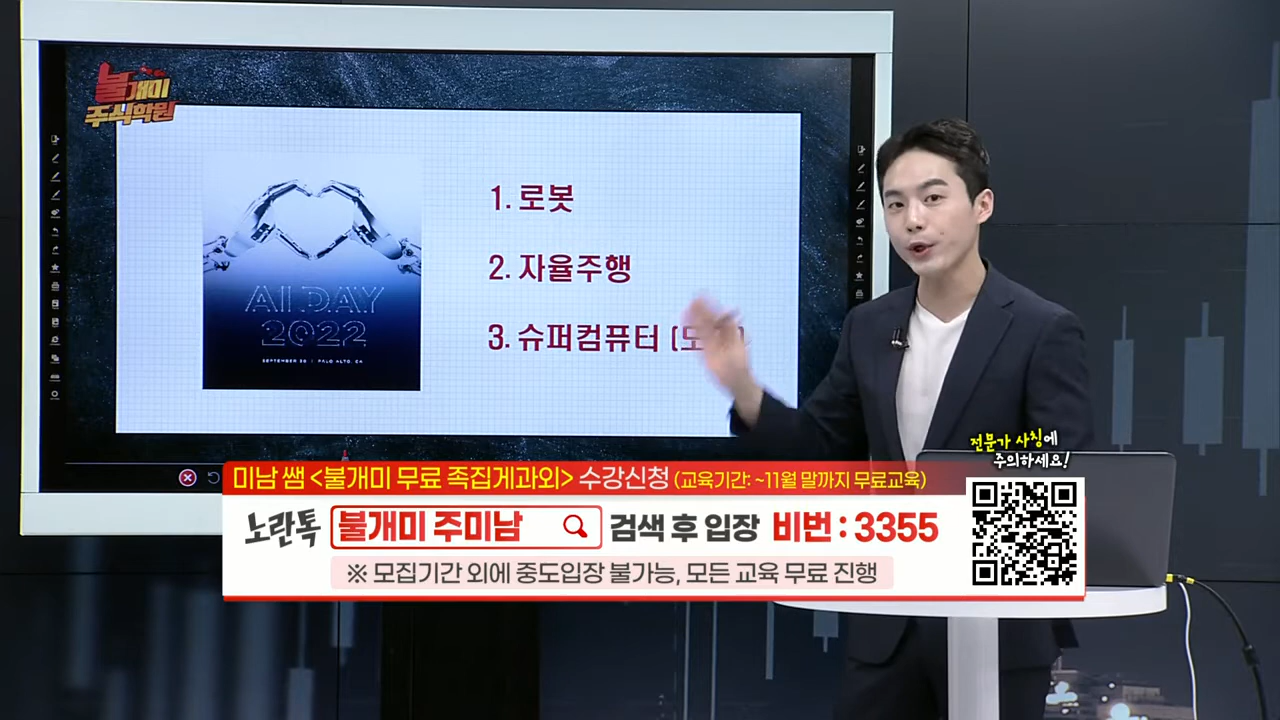 불개미
주식학원
AI DAY
2022
SEPTEMBER 30 | PALO ALTO, CA
1. 로봇
2. 자율주행
3. 슈퍼컴퓨터
전문가 사칭에
주의하세요!
미남 쌤 <불개미 무료 족집게과외> 수강신청 (교육기간: ~11월 말까지 무료교육)
노란톡 불개미 주미남 검색 후 입장 비번 : 3355
※ 모집기간 외에 중도입장 불가능, 모든 교육 무료 진행